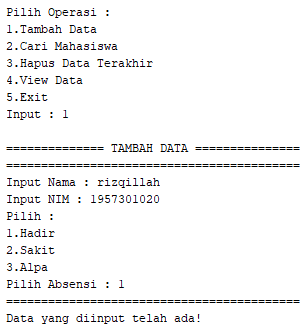 Pilih Operasi :
1.Tambah Data
2.Cari Mahasiswa
3.Hapus Data Terakhir
4.View Data
5.Exit
Input : 1
============== TAMBAH DATA ===============
==========================================
Input Nama : rizqillah
Input NIM : 1957301020
Pilih :
1.Hadir
2.Sakit
3.Alpa
Pilih Absensi : 1
==========================================
Data yang diinput telah ada!